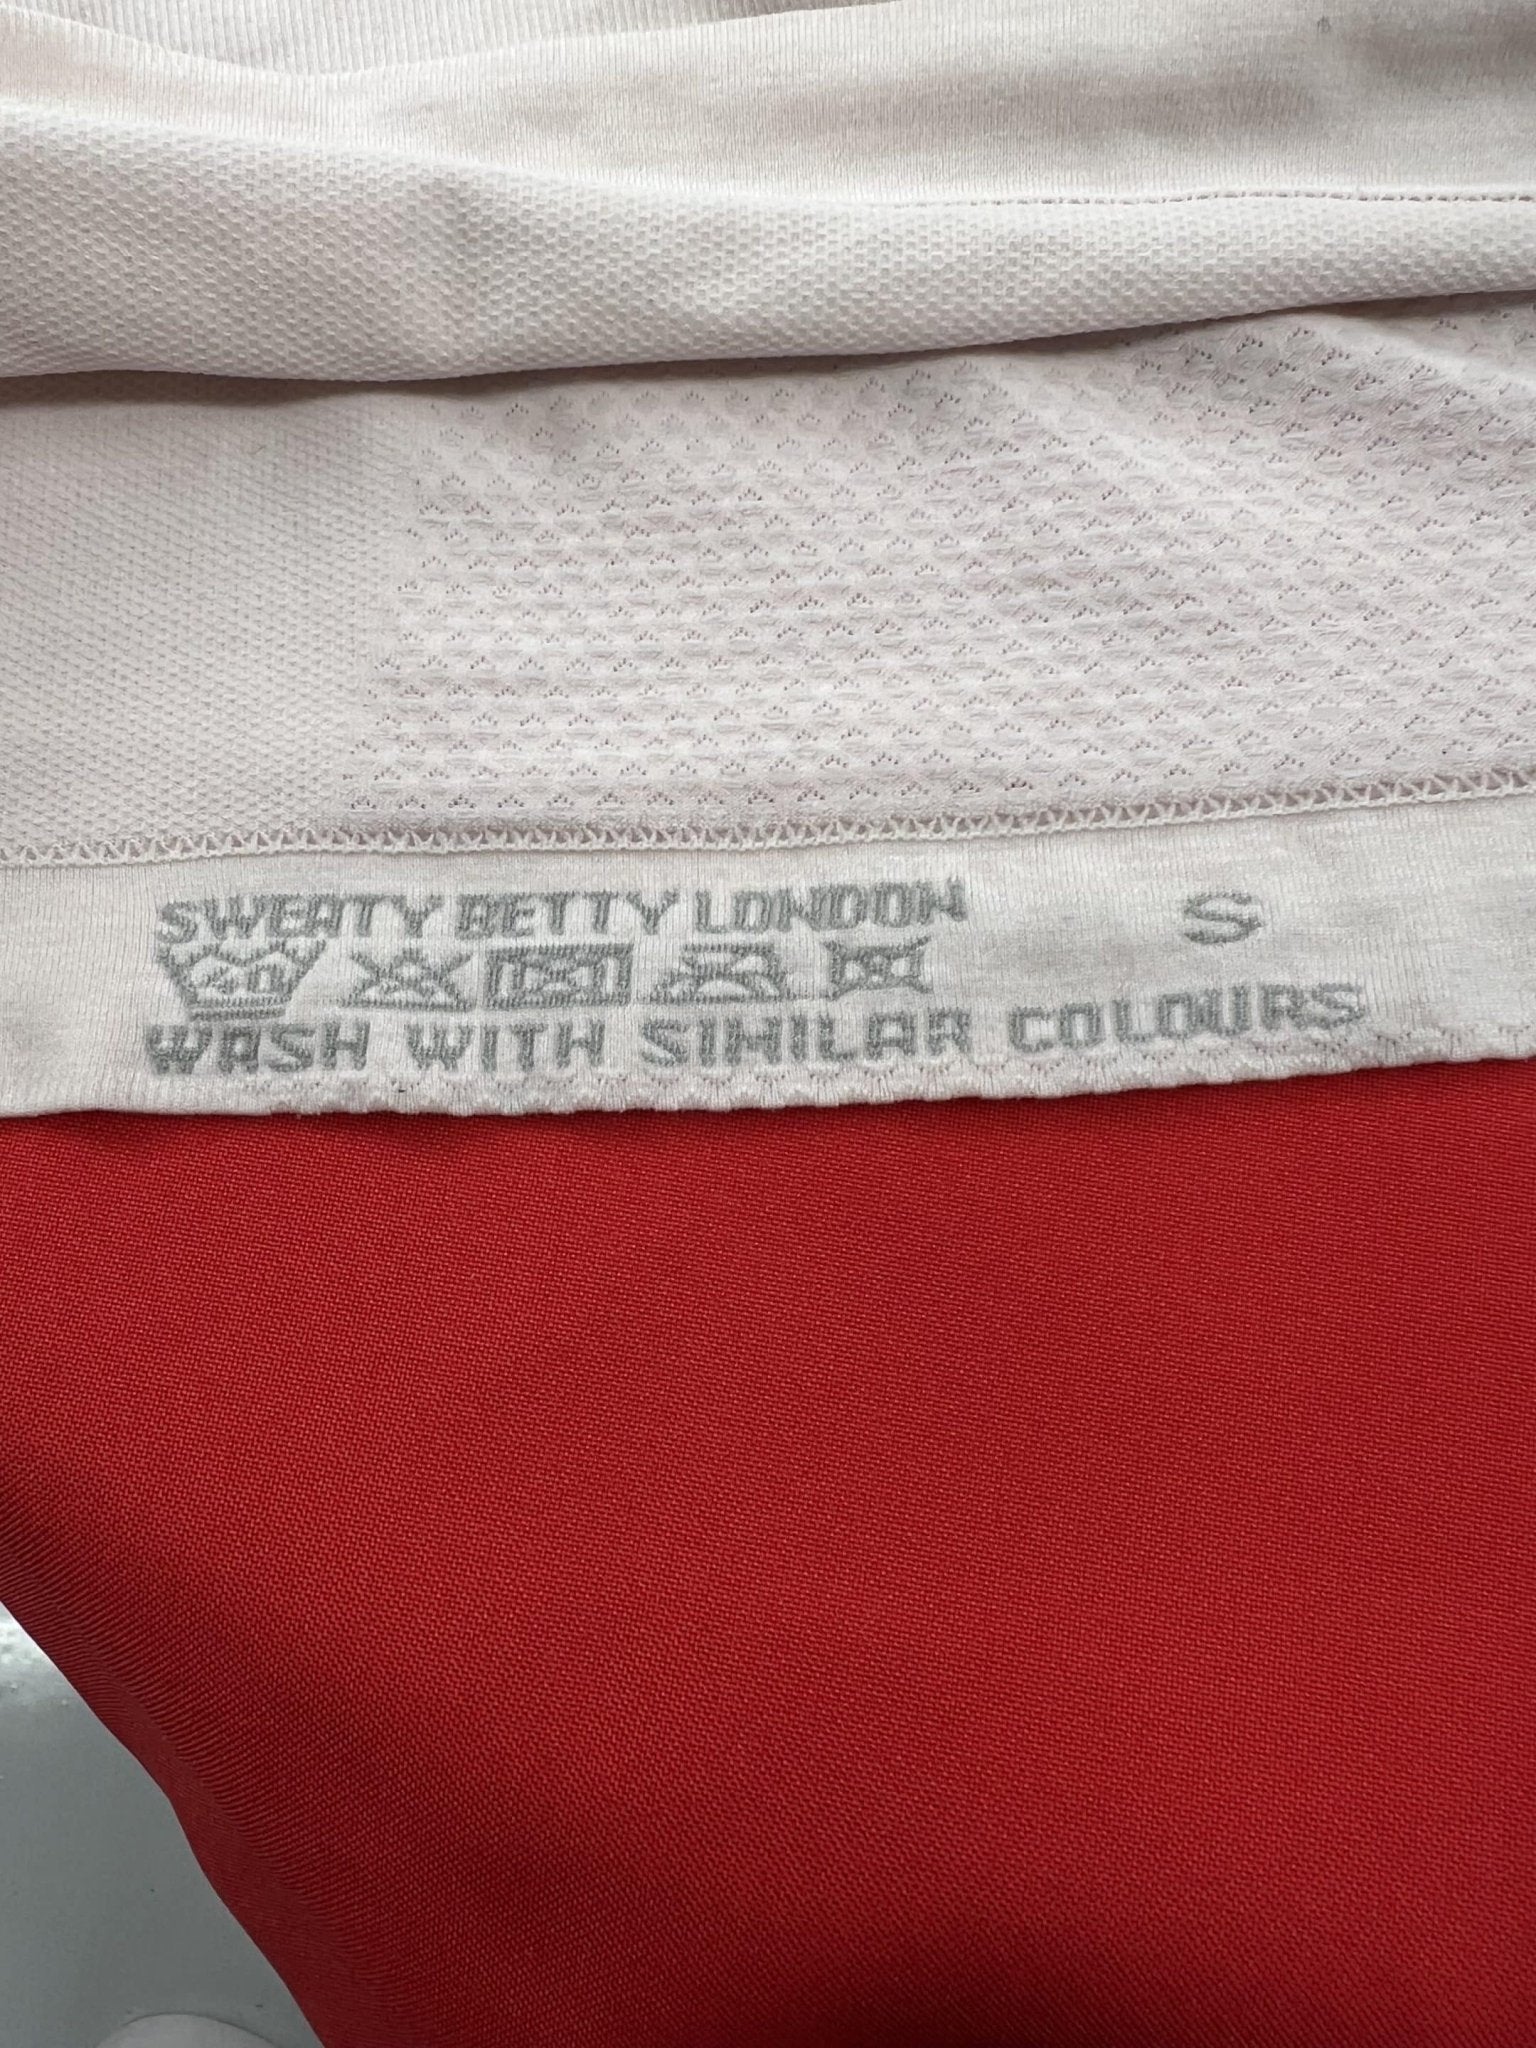 SWEATY BETTY LONDON S
40
WASH WITH SIMILAR COLOURS